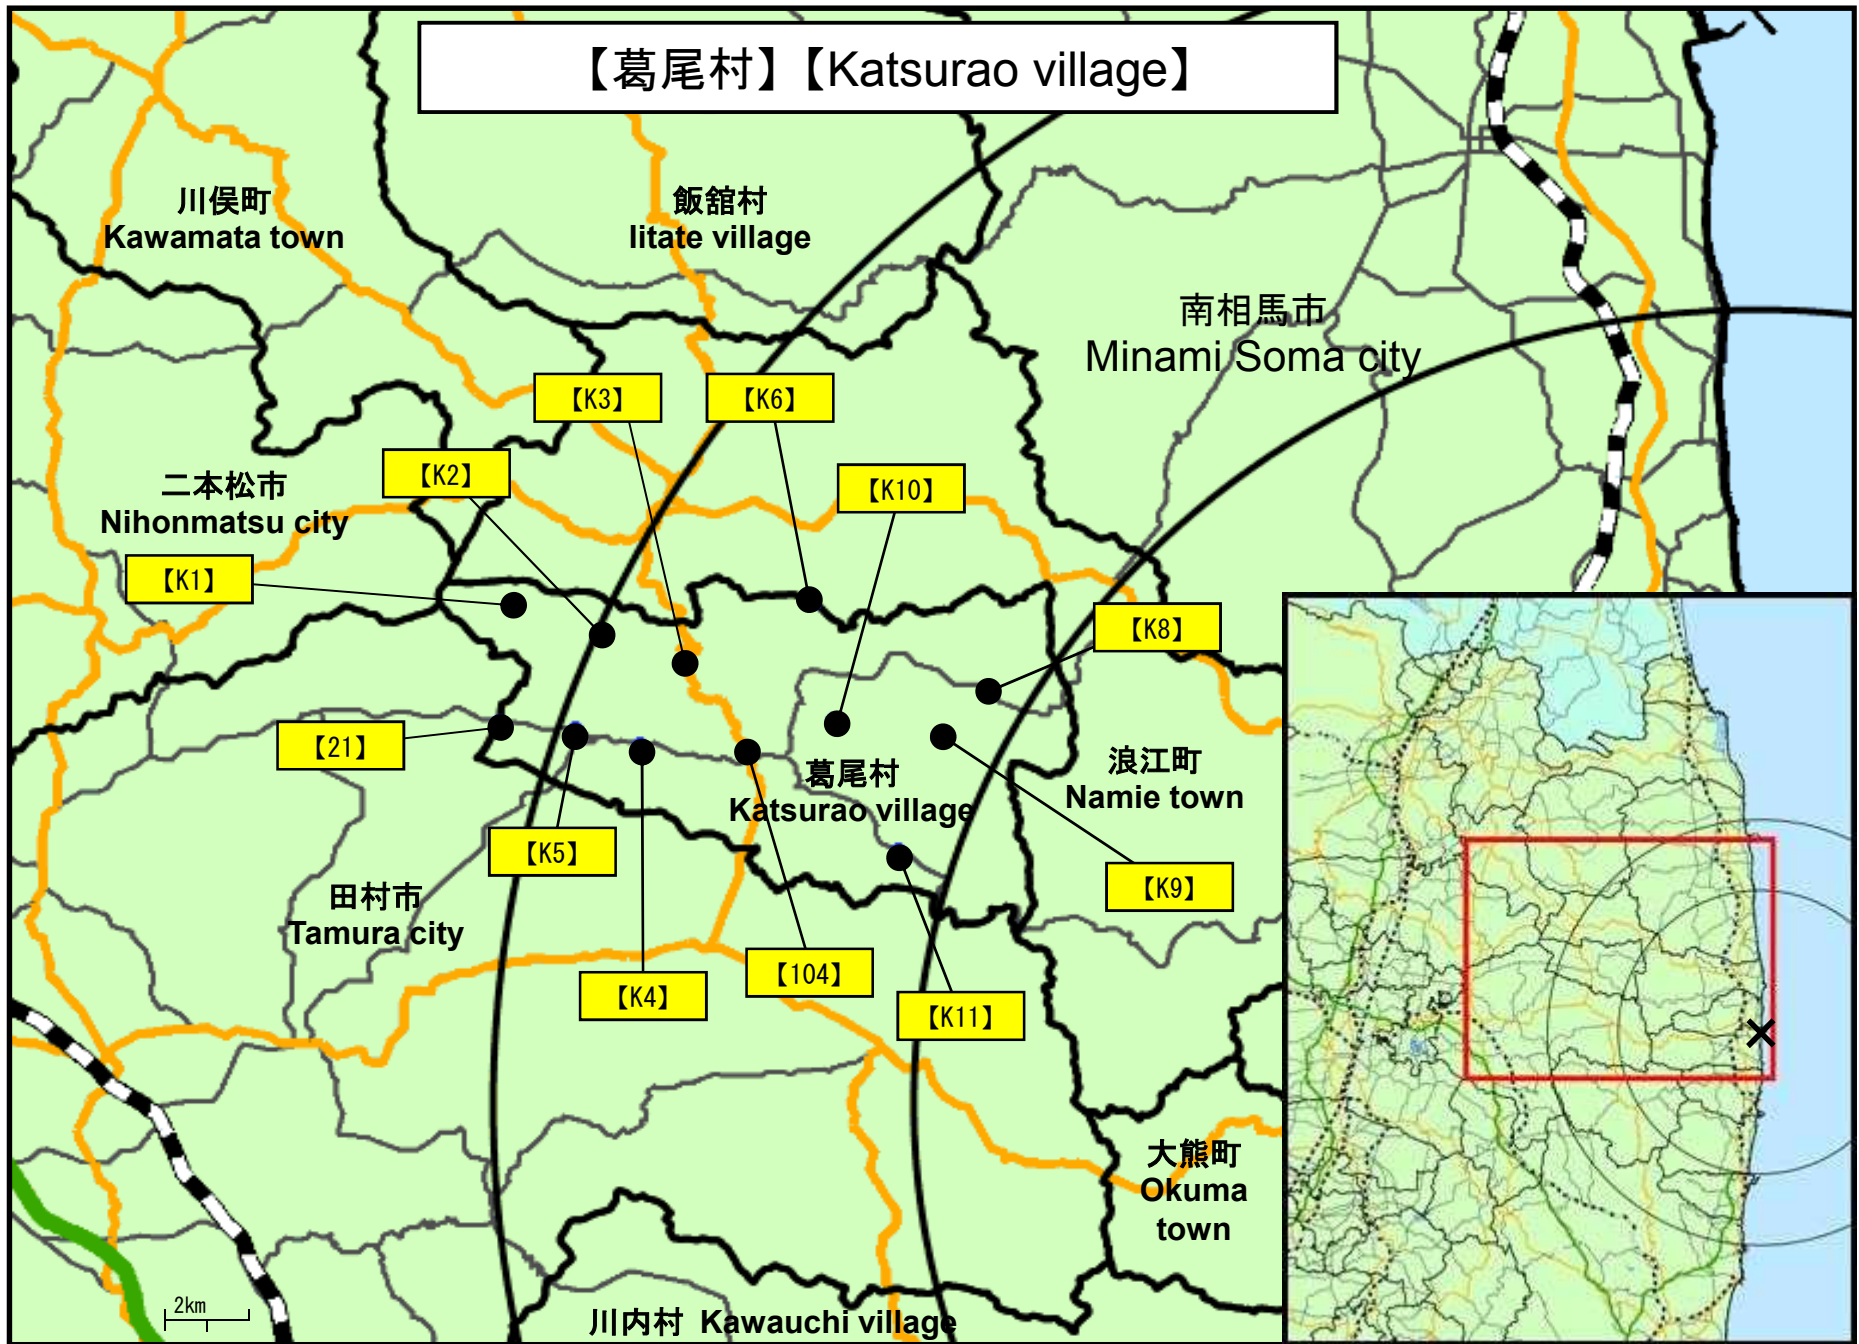 【葛尾村】【Katsurao village】
川俣町
Kawamata town
飯舘村
Iitate village
南相馬市
Minami Soma city
【K3】
【K6】
【K2】
【K10】
二本松市
Nihonmatsu city
【K1】
【K8】
【21】
葛尾村
Katsurao village
浪江町
Namie town
【K5】
【K9】
田村市
Tamura city
【K4】
【104】
【K11】
大熊町
Okuma
town
2km
川内村 Kawauchi village